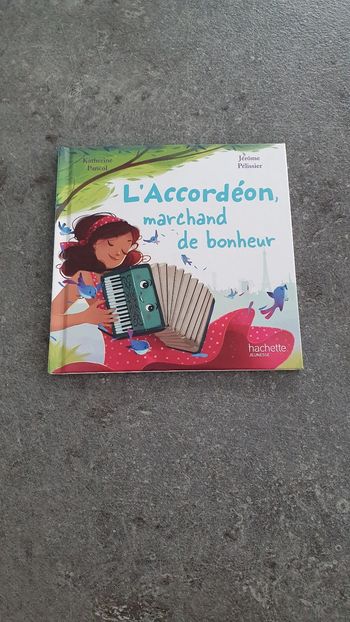 Katherine
Pancol
Jérôme
Pélissier
L'Accordéon,
marchand
de bonheur
hachette
JEUNESSE